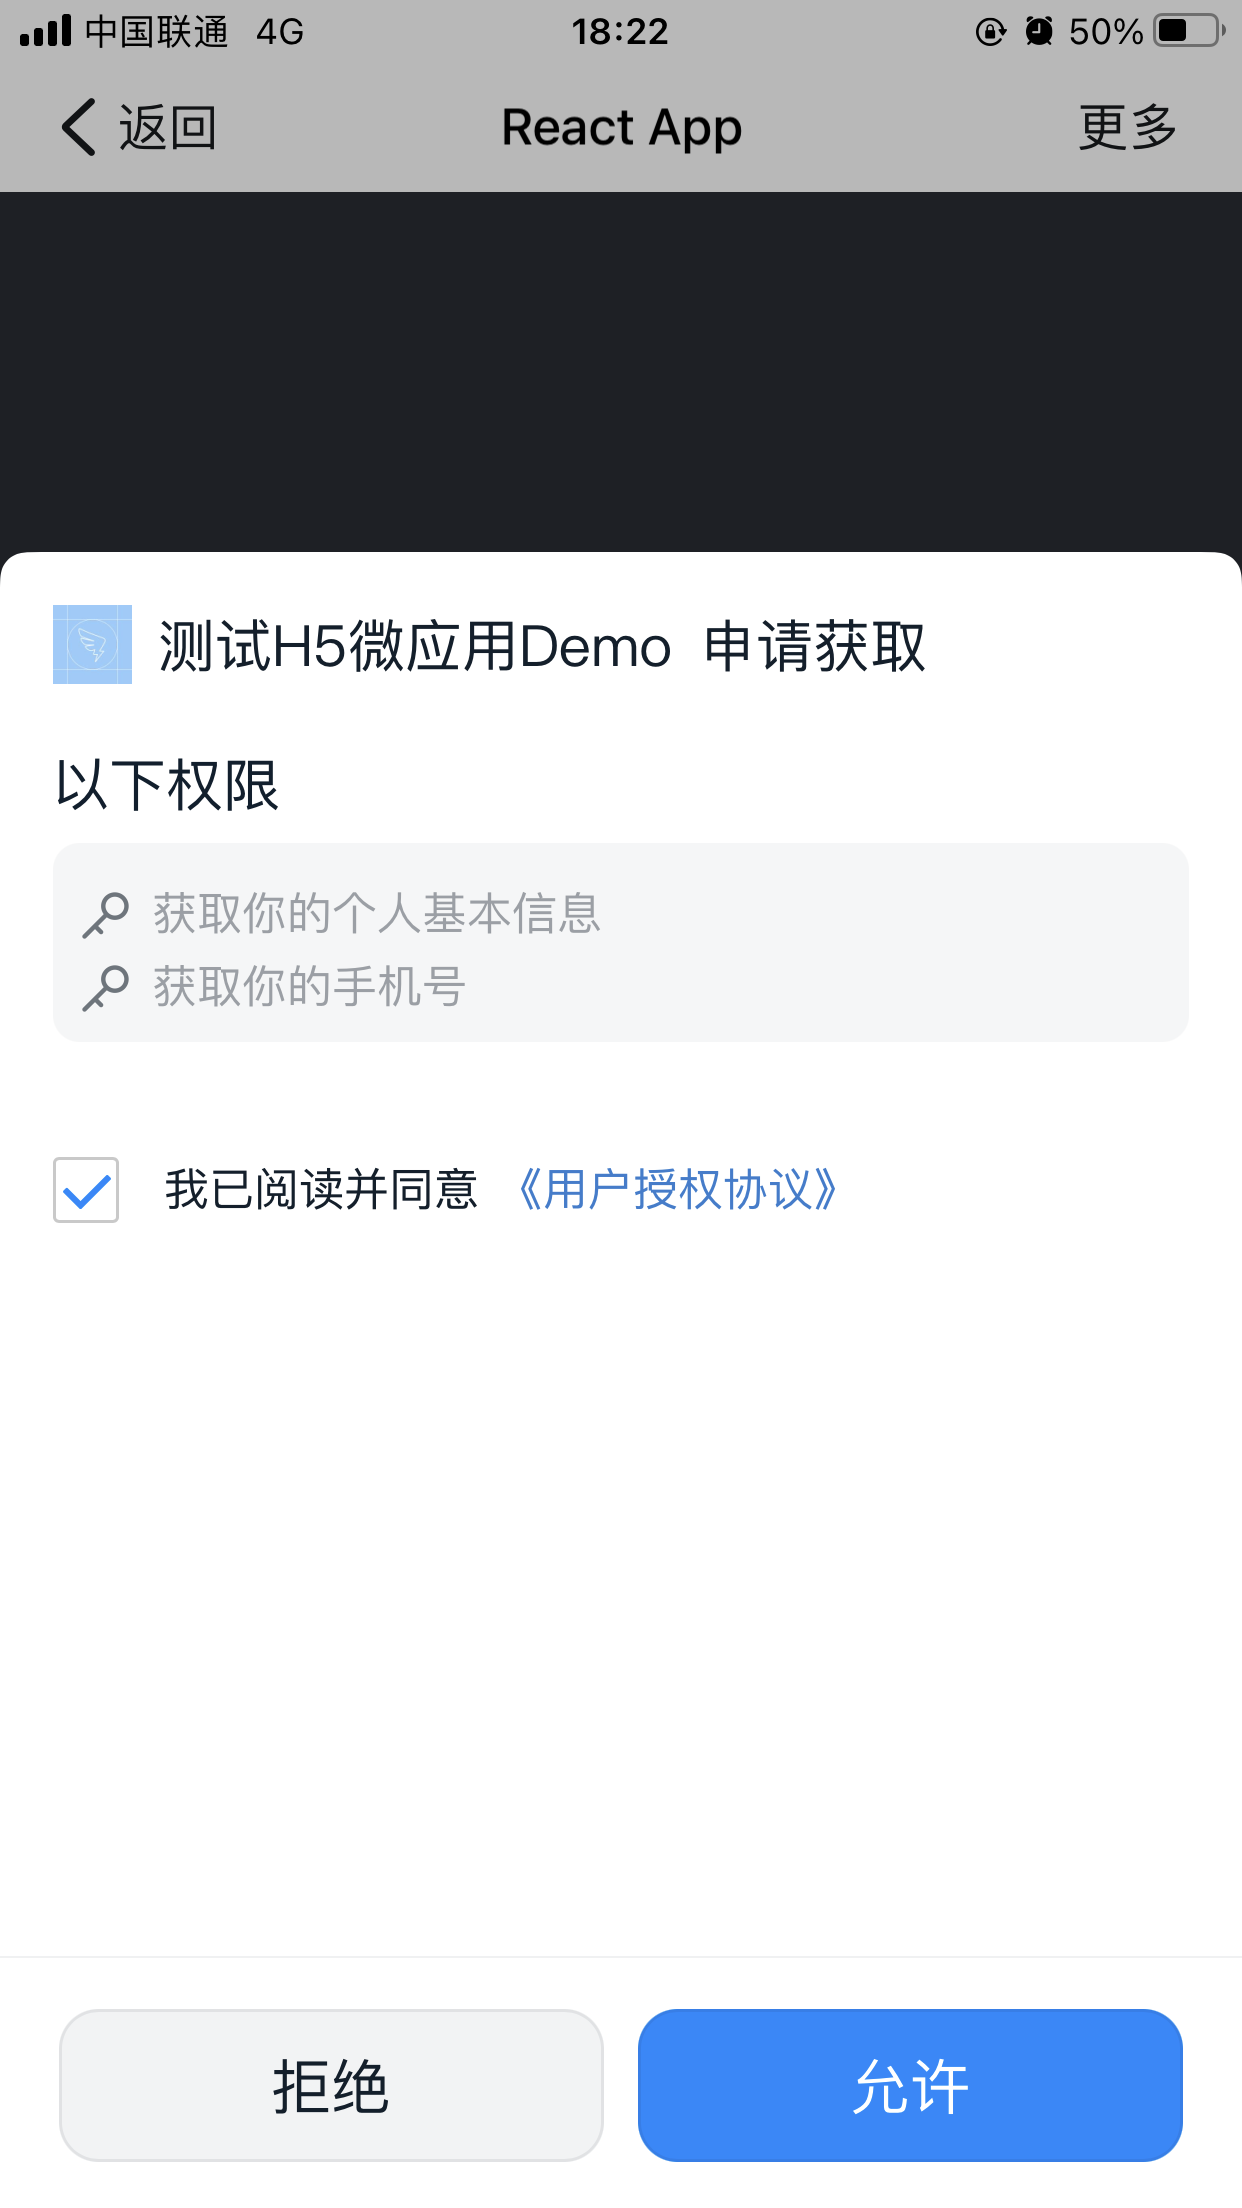 中国联通 4G 18:22 50%
返回 React App 更多
测试H5微应用Demo 申请获取
以下权限
获取你的个人基本信息
获取你的手机号
我已阅读并同意 《用户授权协议》
拒绝 允许